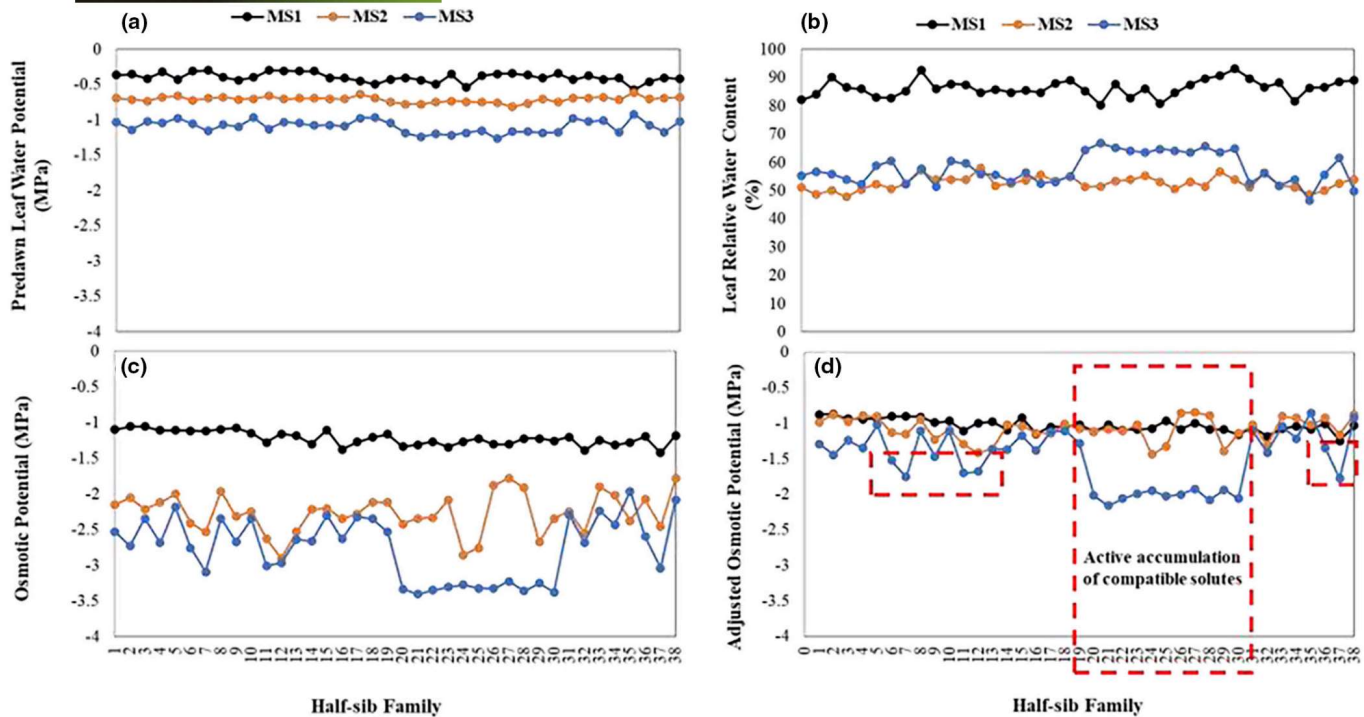 (a)
MS1 MS2 MS3
Predawn Leaf Water Potential
(MPa)
0
-0.5
-1
-1.5
-2
-2.5
-3
-3.5
-4
(b)
MS1 MS2 MS3
Leaf Relative Water Content
(%)
100
90
80
70
60
50
40
30
20
10
0
(c)
Osmotic Potential (MPa)
0
-0.5
-1
-1.5
-2
-2.5
-3
-3.5
-4
1 2 3 4 5 6 7 8 9 10 11 12 13 14 15 16 17 18 19 20 21 22 23 24 25 26 27 28 29 30 31 32 33 34 35 36 37 38
Half-sib Family
(d)
Adjusted Osmotic Potential (MPa)
0
-0.5
-1
-1.5
-2
-2.5
-3
-3.5
-4
Active accumulation
of compatible solutes
0 1 2 3 4 5 6 7 8 9 10 11 12 13 14 15 16 17 18 19 20 21 22 23 24 25 26 27 28 29 30 31 32 33 34 35 36 37 38
Half-sib Family